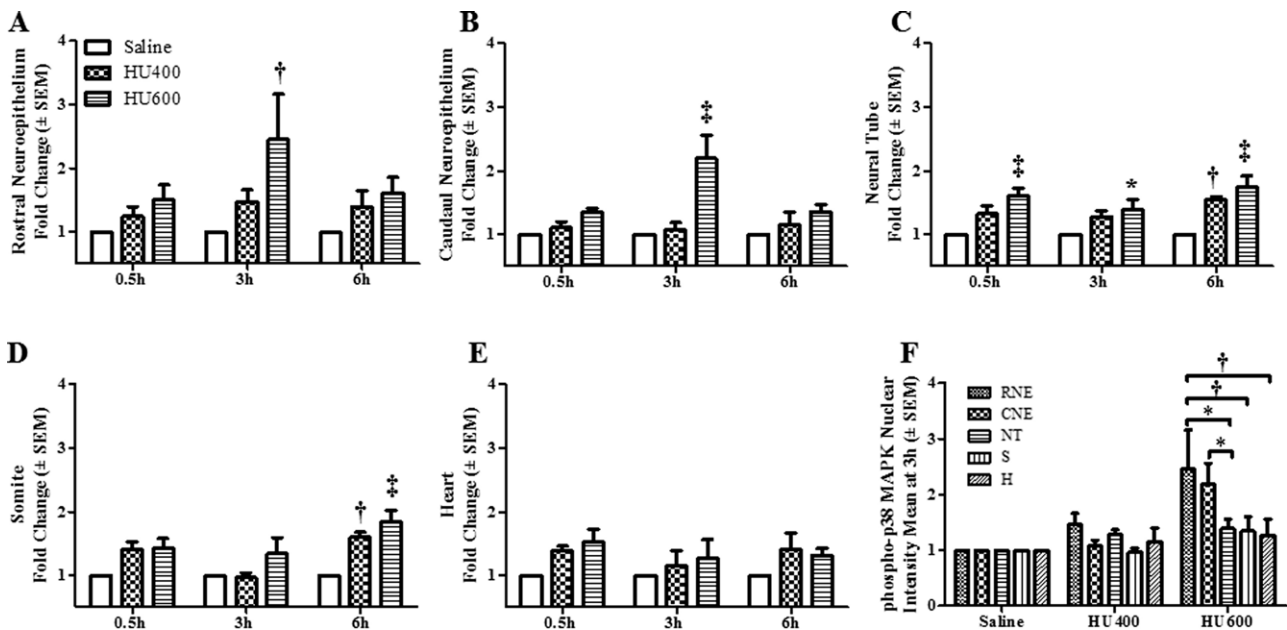 A
Rostral Neuroepithelium
Fold Change (± SEM)
4
3
2
1
Saline
HU400
HU600
†
0.5h
3h
6h
B
Caudaul Neuroepithelium
Fold Change (± SEM)
4
3
2
1
‡
0.5h
3h
6h
C
Neural Tube
Fold Change (± SEM)
4
3
2
1
‡
*
†
‡
0.5h
3h
6h
D
Somite
Fold Change (± SEM)
4
3
2
1
†
‡
0.5h
3h
6h
E
Heart
Fold Change (± SEM)
4
3
2
1
0.5h
3h
6h
F
phospho-p38 MAPK Nuclear
Intensity Mean at 3h (± SEM)
4
3
2
1
0
RNE
CNE
NT
S
H
†
†
*
*
Saline
HU400
HU600